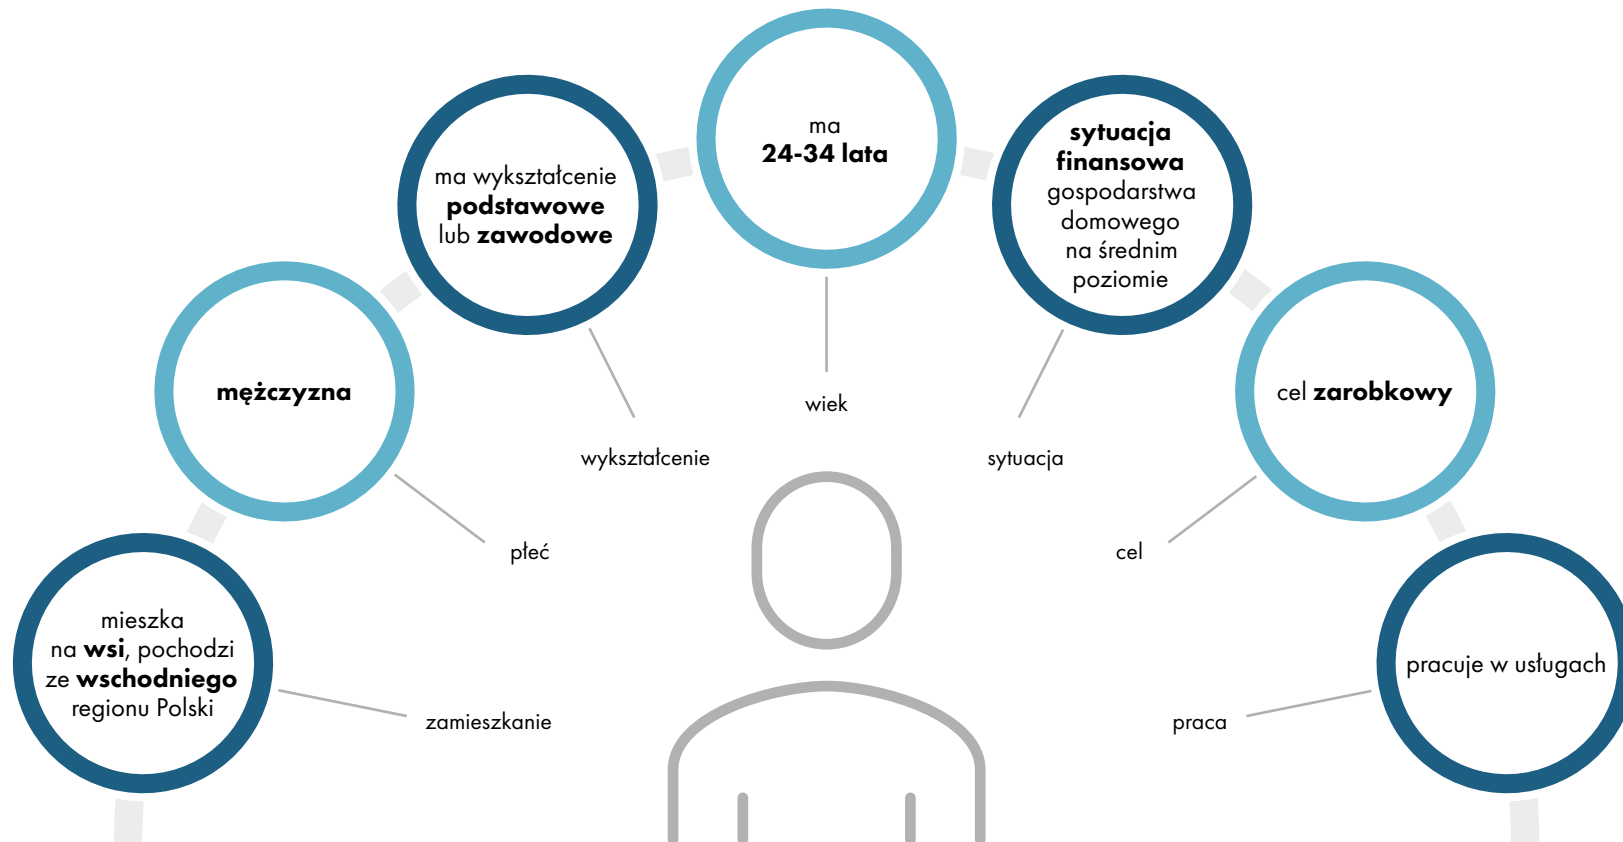 ma
24-34 lata
wiek
ma wykształcenie
podstawowe
lub zawodowe
wykształcenie
sytuacja
finansowa
gospodarstwa
domowego
na średnim
poziomie
sytuacja
mężczyzna
płeć
cel zarobkowy
cel
mieszka
na wsi, pochodzi
ze wschodniego
regionu Polski
zamieszkanie
pracuje w usługach
praca